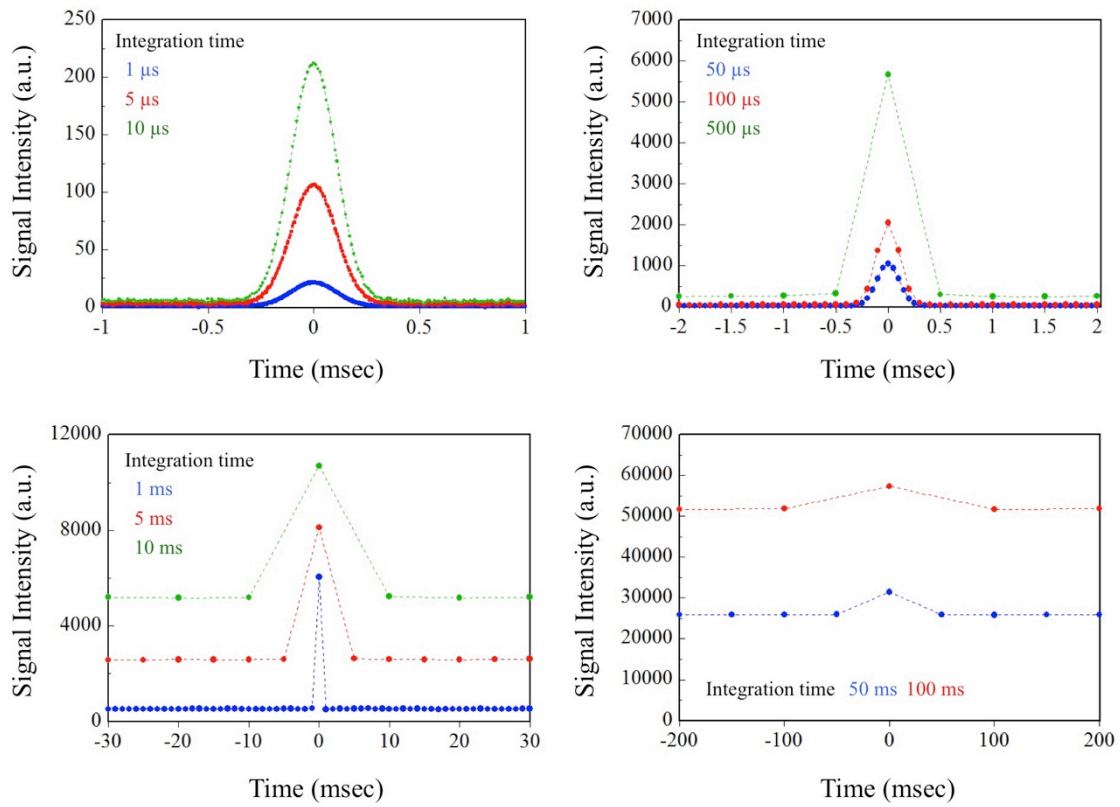 250
200
150
100
50
0
Signal Intensity (a.u.)
Integration time
1 µs
5 µs
10 µs
-1 -0.5 0 0.5 1
Time (msec)
7000
6000
5000
4000
3000
2000
1000
0
Signal Intensity (a.u.)
Integration time
50 µs
100 µs
500 µs
-2 -1.5 -1 -0.5 0 0.5 1 1.5 2
Time (msec)
12000
8000
4000
0
Signal Intensity (a.u.)
Integration time
1 ms
5 ms
10 ms
-30 -20 -10 0 10 20 30
Time (msec)
70000
60000
50000
40000
30000
20000
10000
0
Signal Intensity (a.u.)
Integration time 50 ms 100 ms
-200 -100 0 100 200
Time (msec)